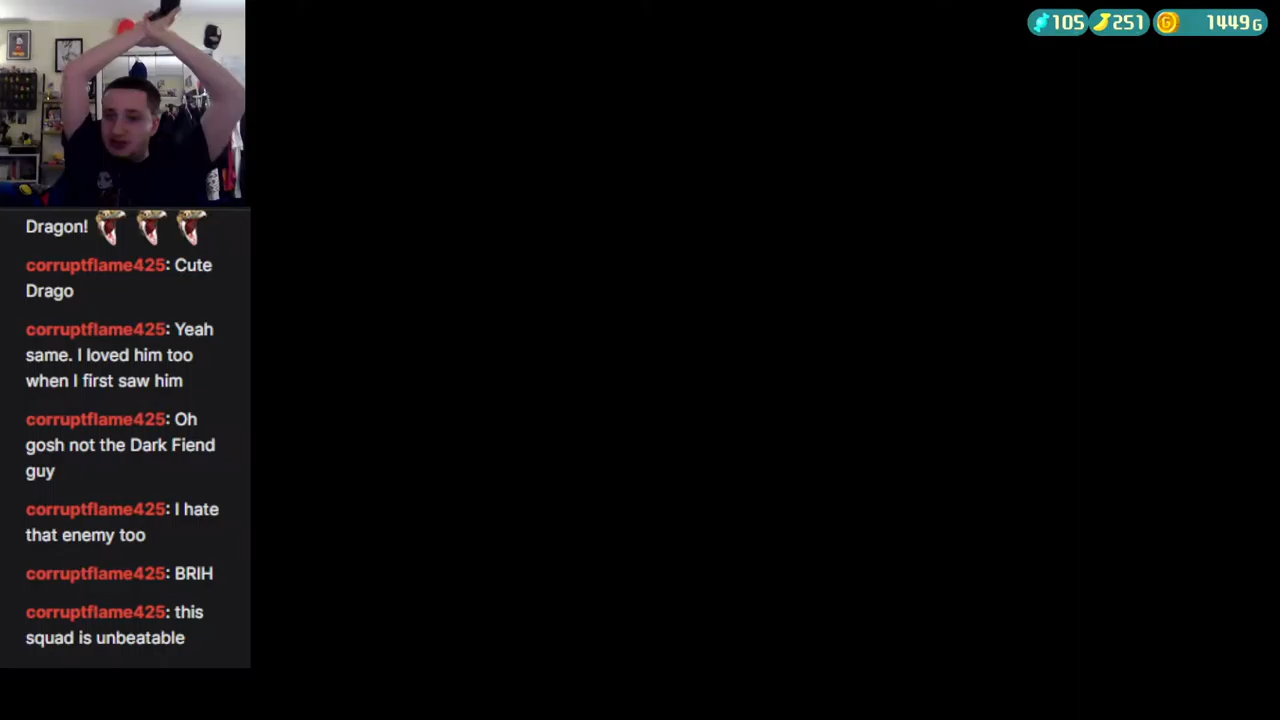 105 251 1449G
Dragon!
corruptflame425: Cute
Drago
corruptflame425: Yeah
same. I loved him too
when I first saw him
corruptflame425: Oh
gosh not the Dark Fiend
guy
corruptflame425: I hate
that enemy too
corruptflame425: BRIH
corruptflame425: this
squad is unbeatable